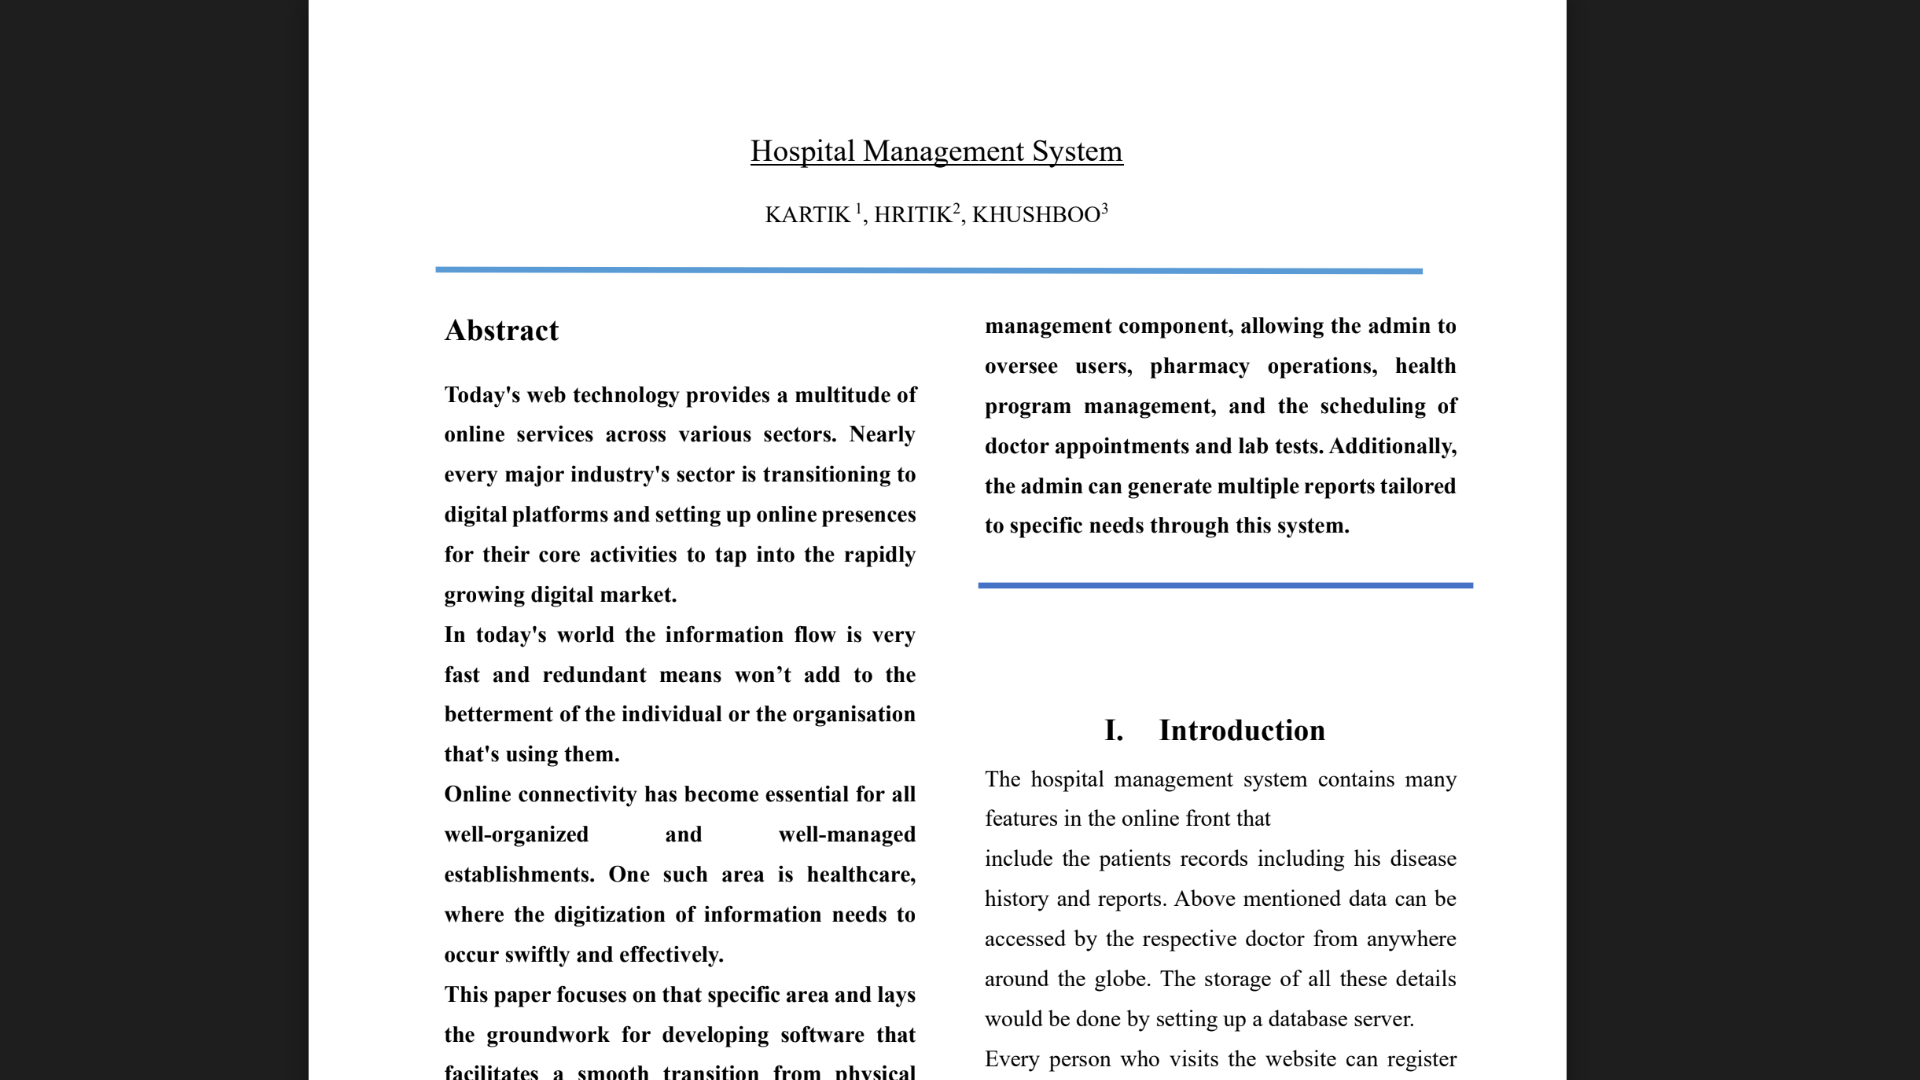 Hospital Management System
KARTIK 1, HRITIK2, KHUSHBOO3
Abstract
Today's web technology provides a multitude of
online services across various sectors. Nearly
every major industry's sector is transitioning to
digital platforms and setting up online presences
for their core activities to tap into the rapidly
growing digital market.
In today's world the information flow is very
fast and redundant means won’t add to the
betterment of the individual or the organisation
that's using them.
Online connectivity has become essential for all
well-organized and well-managed
establishments. One such area is healthcare,
where the digitization of information needs to
occur swiftly and effectively.
This paper focuses on that specific area and lays
the groundwork for developing software that
facilitates a smooth transition from physical
management component, allowing the admin to
oversee users, pharmacy operations, health
program management, and the scheduling of
doctor appointments and lab tests. Additionally,
the admin can generate multiple reports tailored
to specific needs through this system.
I. Introduction
The hospital management system contains many
features in the online front that
include the patients records including his disease
history and reports. Above mentioned data can be
accessed by the respective doctor from anywhere
around the globe. The storage of all these details
would be done by setting up a database server.
Every person who visits the website can register